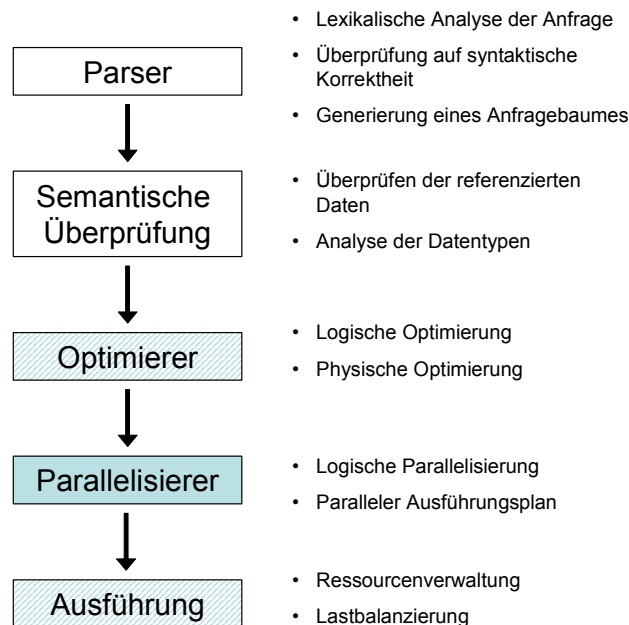 Parser
• Lexikalische Analyse der Anfrage
• Überprüfung auf syntaktische
Korrektheit
• Generierung eines Anfragebaumes
Semantische
Überprüfung
• Überprüfen der referenzierten
Daten
• Analyse der Datentypen
Optimierer
• Logische Optimierung
• Physische Optimierung
Parallelisierer
• Logische Parallelisierung
• Paralleler Ausführungsplan
Ausführung
• Ressourcenverwaltung
• Lastbalanzierung